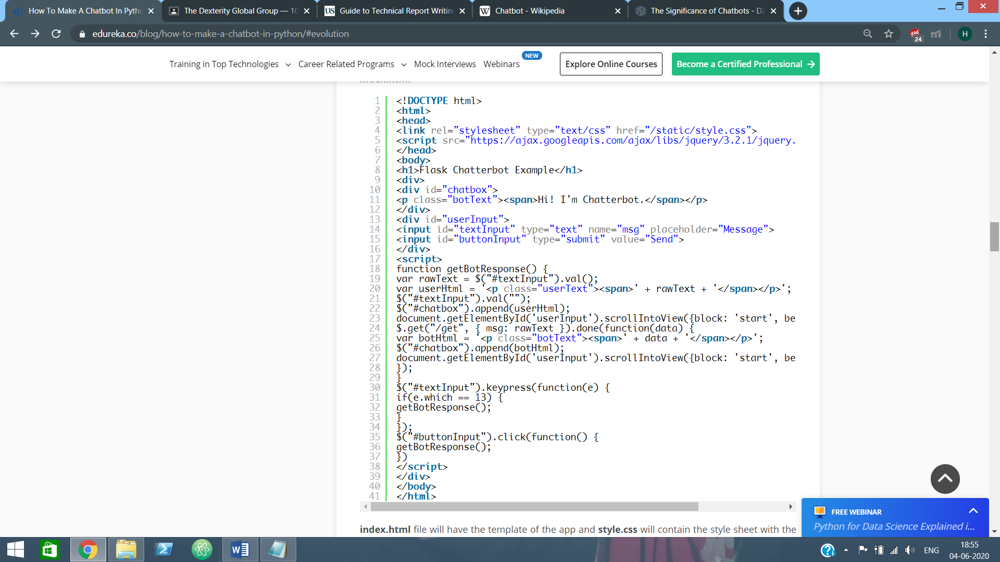 How To Make A Chatbot In Pytho
The Dexterity Global Group — 10
US Guide to Technical Report Writin
W Chatbot - Wikipedia
The Significance of Chatbots - DZ
edureka.co/blog/how-to-make-a-chatbot-in-python/#evolution
24
H
Training in Top Technologies
Career Related Programs
Mock Interviews
Webinars
NEW
Explore Online Courses
Become a Certified Professional →
1 <!DOCTYPE html>
2 <html>
3 <head>
4 <link rel="stylesheet" type="text/css" href="/static/style.css">
5 <script src="https://ajax.googleapis.com/ajax/libs/jquery/3.2.1/jquery.
6 </head>
7 <body>
8 <h1>Flask Chatterbot Example</h1>
9 <div>
10 <div id="chatbox">
11 <p class="botText"><span>Hi! I'm Chatterbot.</span></p>
12 </div>
13 <div id="userInput">
14 <input id="textInput" type="text" name="msg" placeholder="Message">
15 <input id="buttonInput" type="submit" value="Send">
16 </div>
17 <script>
18 function getBotResponse() {
19 var rawText = $("#textInput").val();
20 var userHtml = '<p class="userText"><span>' + rawText + '</span></p>';
21 $("#textInput").val("");
22 $("#chatbox").append(userHtml);
23 document.getElementById('userInput').scrollIntoView({block: 'start', be
24 $.get("/get", { msg: rawText }).done(function(data) {
25 var botHtml = '<p class="botText"><span>' + data + '</span></p>';
26 $("#chatbox").append(botHtml);
27 document.getElementById('userInput').scrollIntoView({block: 'start', be
28 });
29 }
30 $("#textInput").keypress(function(e) {
31 if(e.which == 13) {
32 getBotResponse();
33 }
34 });
35 $("#buttonInput").click(function() {
36 getBotResponse();
37 })
38 </script>
39 </div>
40 </body>
41 </html>
index.html file will have the template of the app and style.css will contain the style sheet with the
FREE WEBINAR
Python for Data Science Explained i...
ENG
18:55
04-06-2020